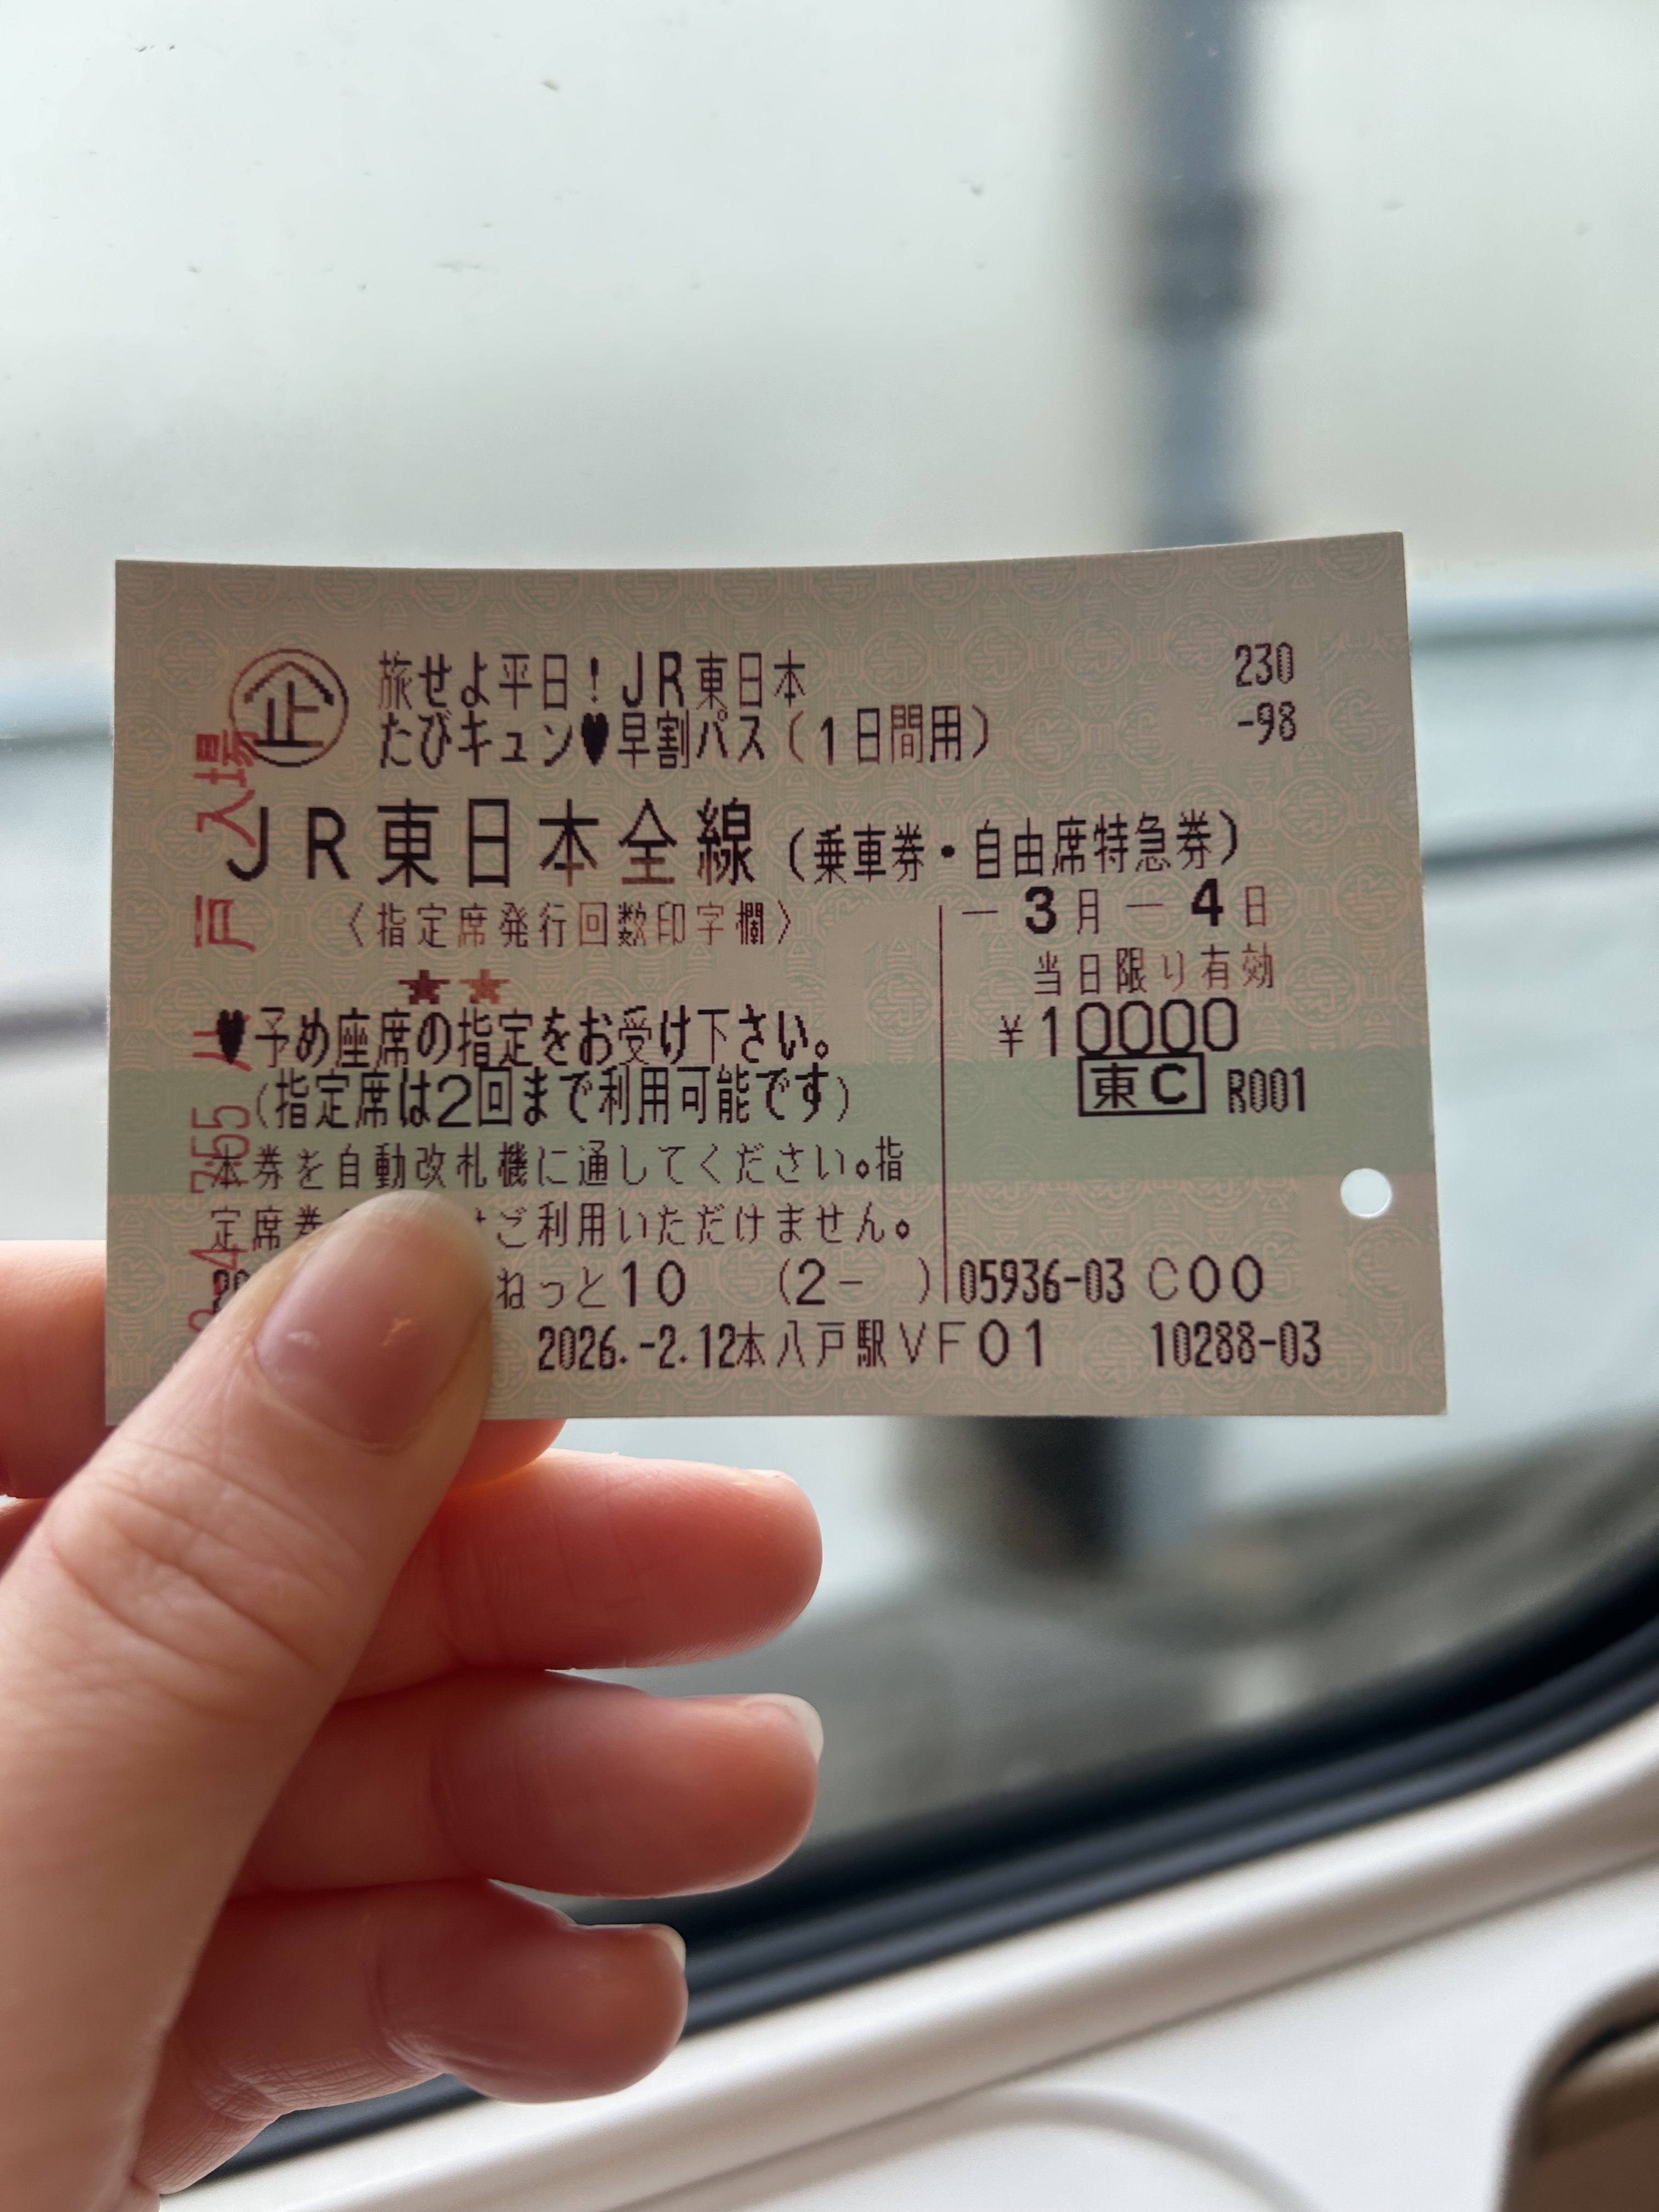 企
旅せよ平日！JR東日本
たびキュン♥早割パス(1日間用)
230
-98
JR東日本全線(乗車券・自由席特急券)
〈指定席発行回数印字欄〉
★★
-3月-4日
当日限り有効
¥10000
東C R001
♥予め座席の指定をお受け下さい。
(指定席は2回まで利用可能です)
本券を自動改札機に通してください。指
定席券 ご利用いただけません。
ねっと10 (2- ) 05936-03 C00
2026.-2.12本八戸駅VF01 10288-03
4 7:55 八戸 入場